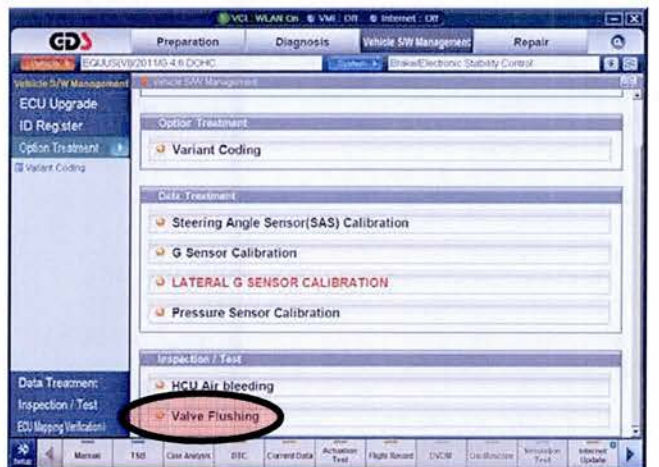 VCI : WLAN On VMI : Off Internet : Off
GDS Preparation Diagnosis Vehicle S/W Management Repair
Vehicle EQUUS(VI)/2011/G 4.6 DOHC System Brake/Electronic Stability Control
Vehicle S/W Management
Vehicle S/W Management
ECU Upgrade
ID Register
Option Treatment
Variant Coding
Option Treatment
Variant Coding
Data Treatment
Steering Angle Sensor(SAS) Calibration
G Sensor Calibration
LATERAL G SENSOR CALIBRATION
Pressure Sensor Calibration
Inspection / Test
HCU Air bleeding
Valve Flushing
Data Treatment
Inspection / Test
ECU Mapping Verification
Setup Manual TSB Case Analysis DTC Current Data Actuation Test Flight Record DVOM Oscilloscope Simulation Test Internet Update